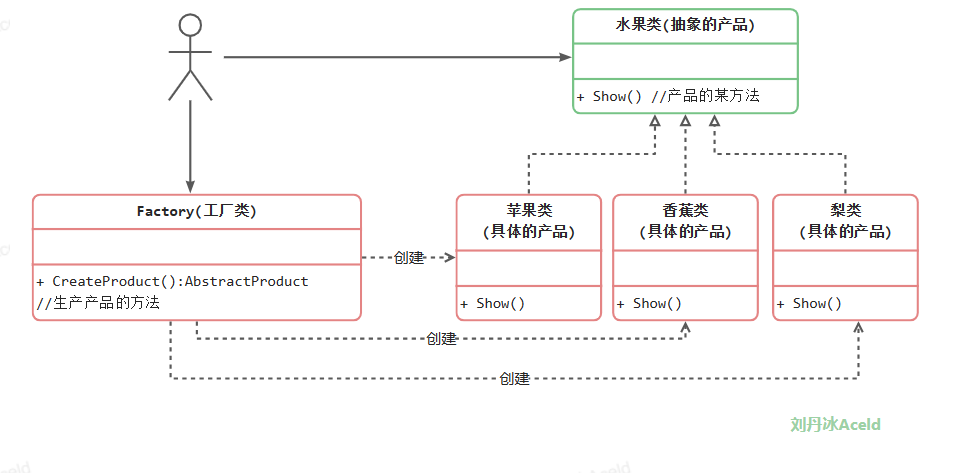 水果类(抽象的产品)
+ Show() //产品的某方法
Factory(工厂类)
+ CreateProduct():AbstractProduct
//生产产品的方法
苹果类
(具体的产品)
+ Show()
香蕉类
(具体的产品)
+ Show()
梨类
(具体的产品)
+ Show()
创建
创建
创建
刘丹冰Aceld